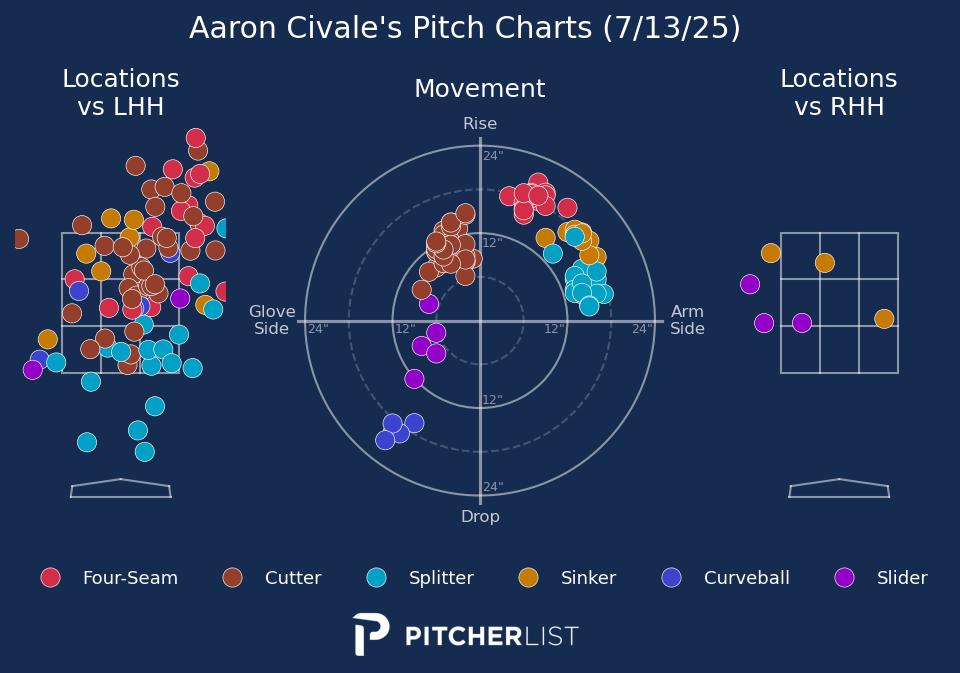 Aaron Civale's Pitch Charts (7/13/25)
Locations
vs LHH
Movement
Locations
vs RHH
Rise
24"
12"
Glove
Side
24"
12"
12"
24"
Arm
Side
12"
24"
Drop
Four-Seam
Cutter
Splitter
Sinker
Curveball
Slider
PITCHERLIST